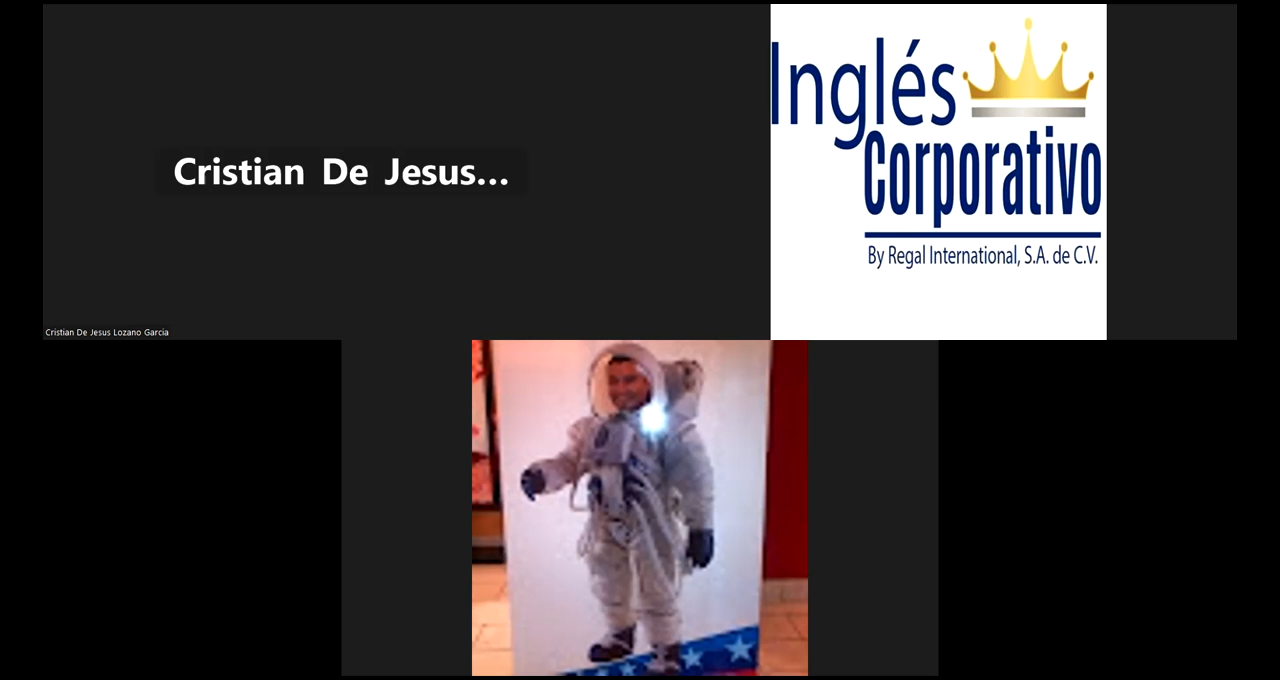 Cristian De Jesus...
Cristian De Jesus Lozano Garcia
Inglés
Corporativo
By Regal International, S.A. de C.V.